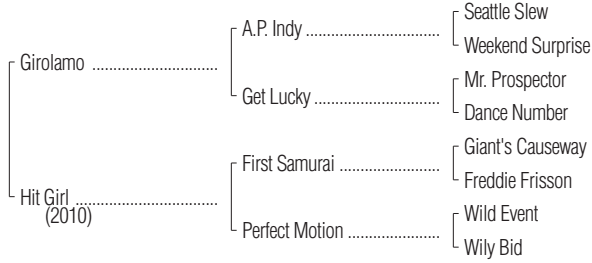 Seattle Slew
A.P. Indy ..............................
Weekend Surprise
Girolamo ............................
Mr. Prospector
Get Lucky ............................
Dance Number
Giant's Causeway
First Samurai ......................
Freddie Frisson
Hit Girl ................................
(2010)
Wild Event
Perfect Motion ....................
Wily Bid